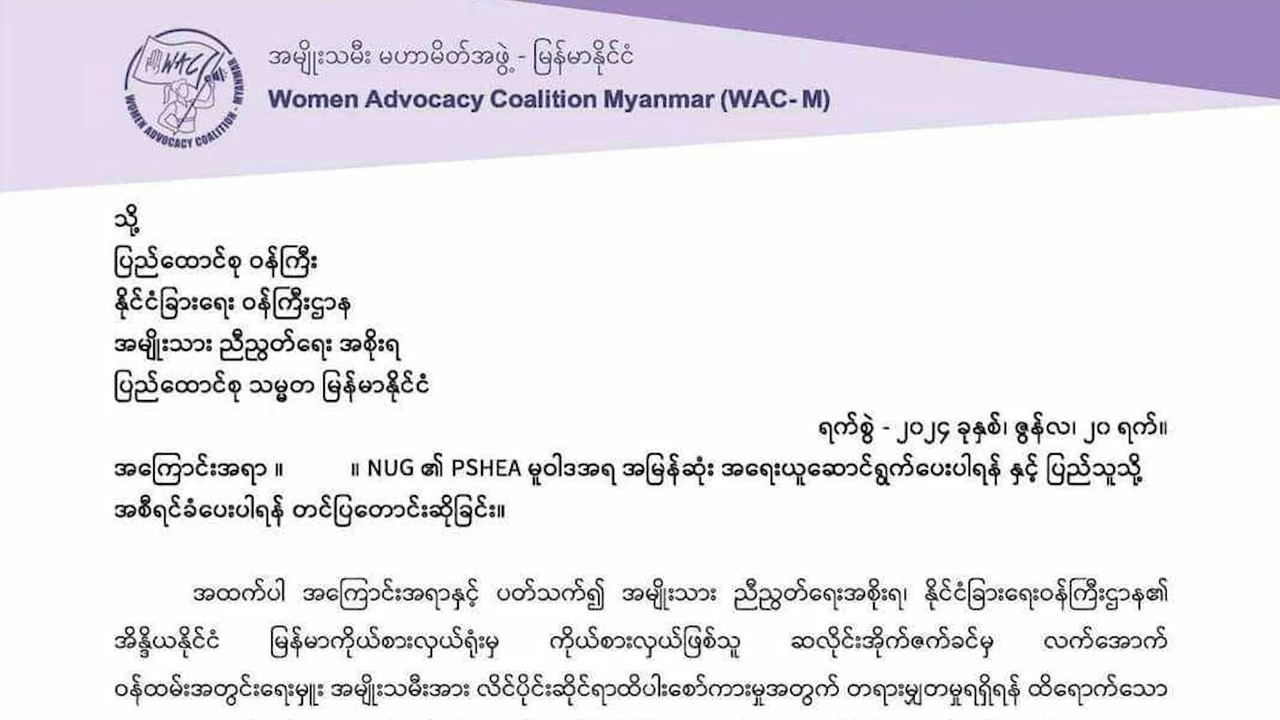 WAC
WOMEN ADVOCACY COALITION - MYANMAR
အမျိုးသမီး မဟာမိတ်အဖွဲ့ - မြန်မာနိုင်ငံ
Women Advocacy Coalition Myanmar (WAC- M)
သို့
ပြည်ထောင်စု ဝန်ကြီး
နိုင်ငံခြားရေး ဝန်ကြီးဌာန
အမျိုးသား ညီညွတ်ရေး အစိုးရ
ပြည်ထောင်စု သမ္မတ မြန်မာနိုင်ငံ
ရက်စွဲ - ၂၀၂၄ ခုနှစ်၊ ဇွန်လ၊ ၂၀ ရက်။
အကြောင်းအရာ ။ ။ NUG ၏ PSHEA မူဝါဒအရ အမြန်ဆုံး အရေးယူဆောင်ရွက်ပေးပါရန် နှင့် ပြည်သူသို့
အစီရင်ခံပေးပါရန် တင်ပြတောင်းဆိုခြင်း။
အထက်ပါ အကြောင်းအရာနှင့် ပတ်သက်၍ အမျိုးသား ညီညွတ်ရေးအစိုးရ၊ နိုင်ငံခြားရေးဝန်ကြီးဌာန၏
အိန္ဒိယနိုင်ငံ မြန်မာကိုယ်စားလှယ်ရုံးမှ ကိုယ်စားလှယ်ဖြစ်သူ ဆလိုင်းအိုက်ဇက်ခင်မှ လက်အောက်
ဝန်ထမ်းအတွင်းရေးမှူး အမျိုးသမီးအား လိင်ပိုင်းဆိုင်ရာထိပါးစော်ကားမှုအတွက် တရားမျှတမှုရရှိရန် ထိရောက်သော